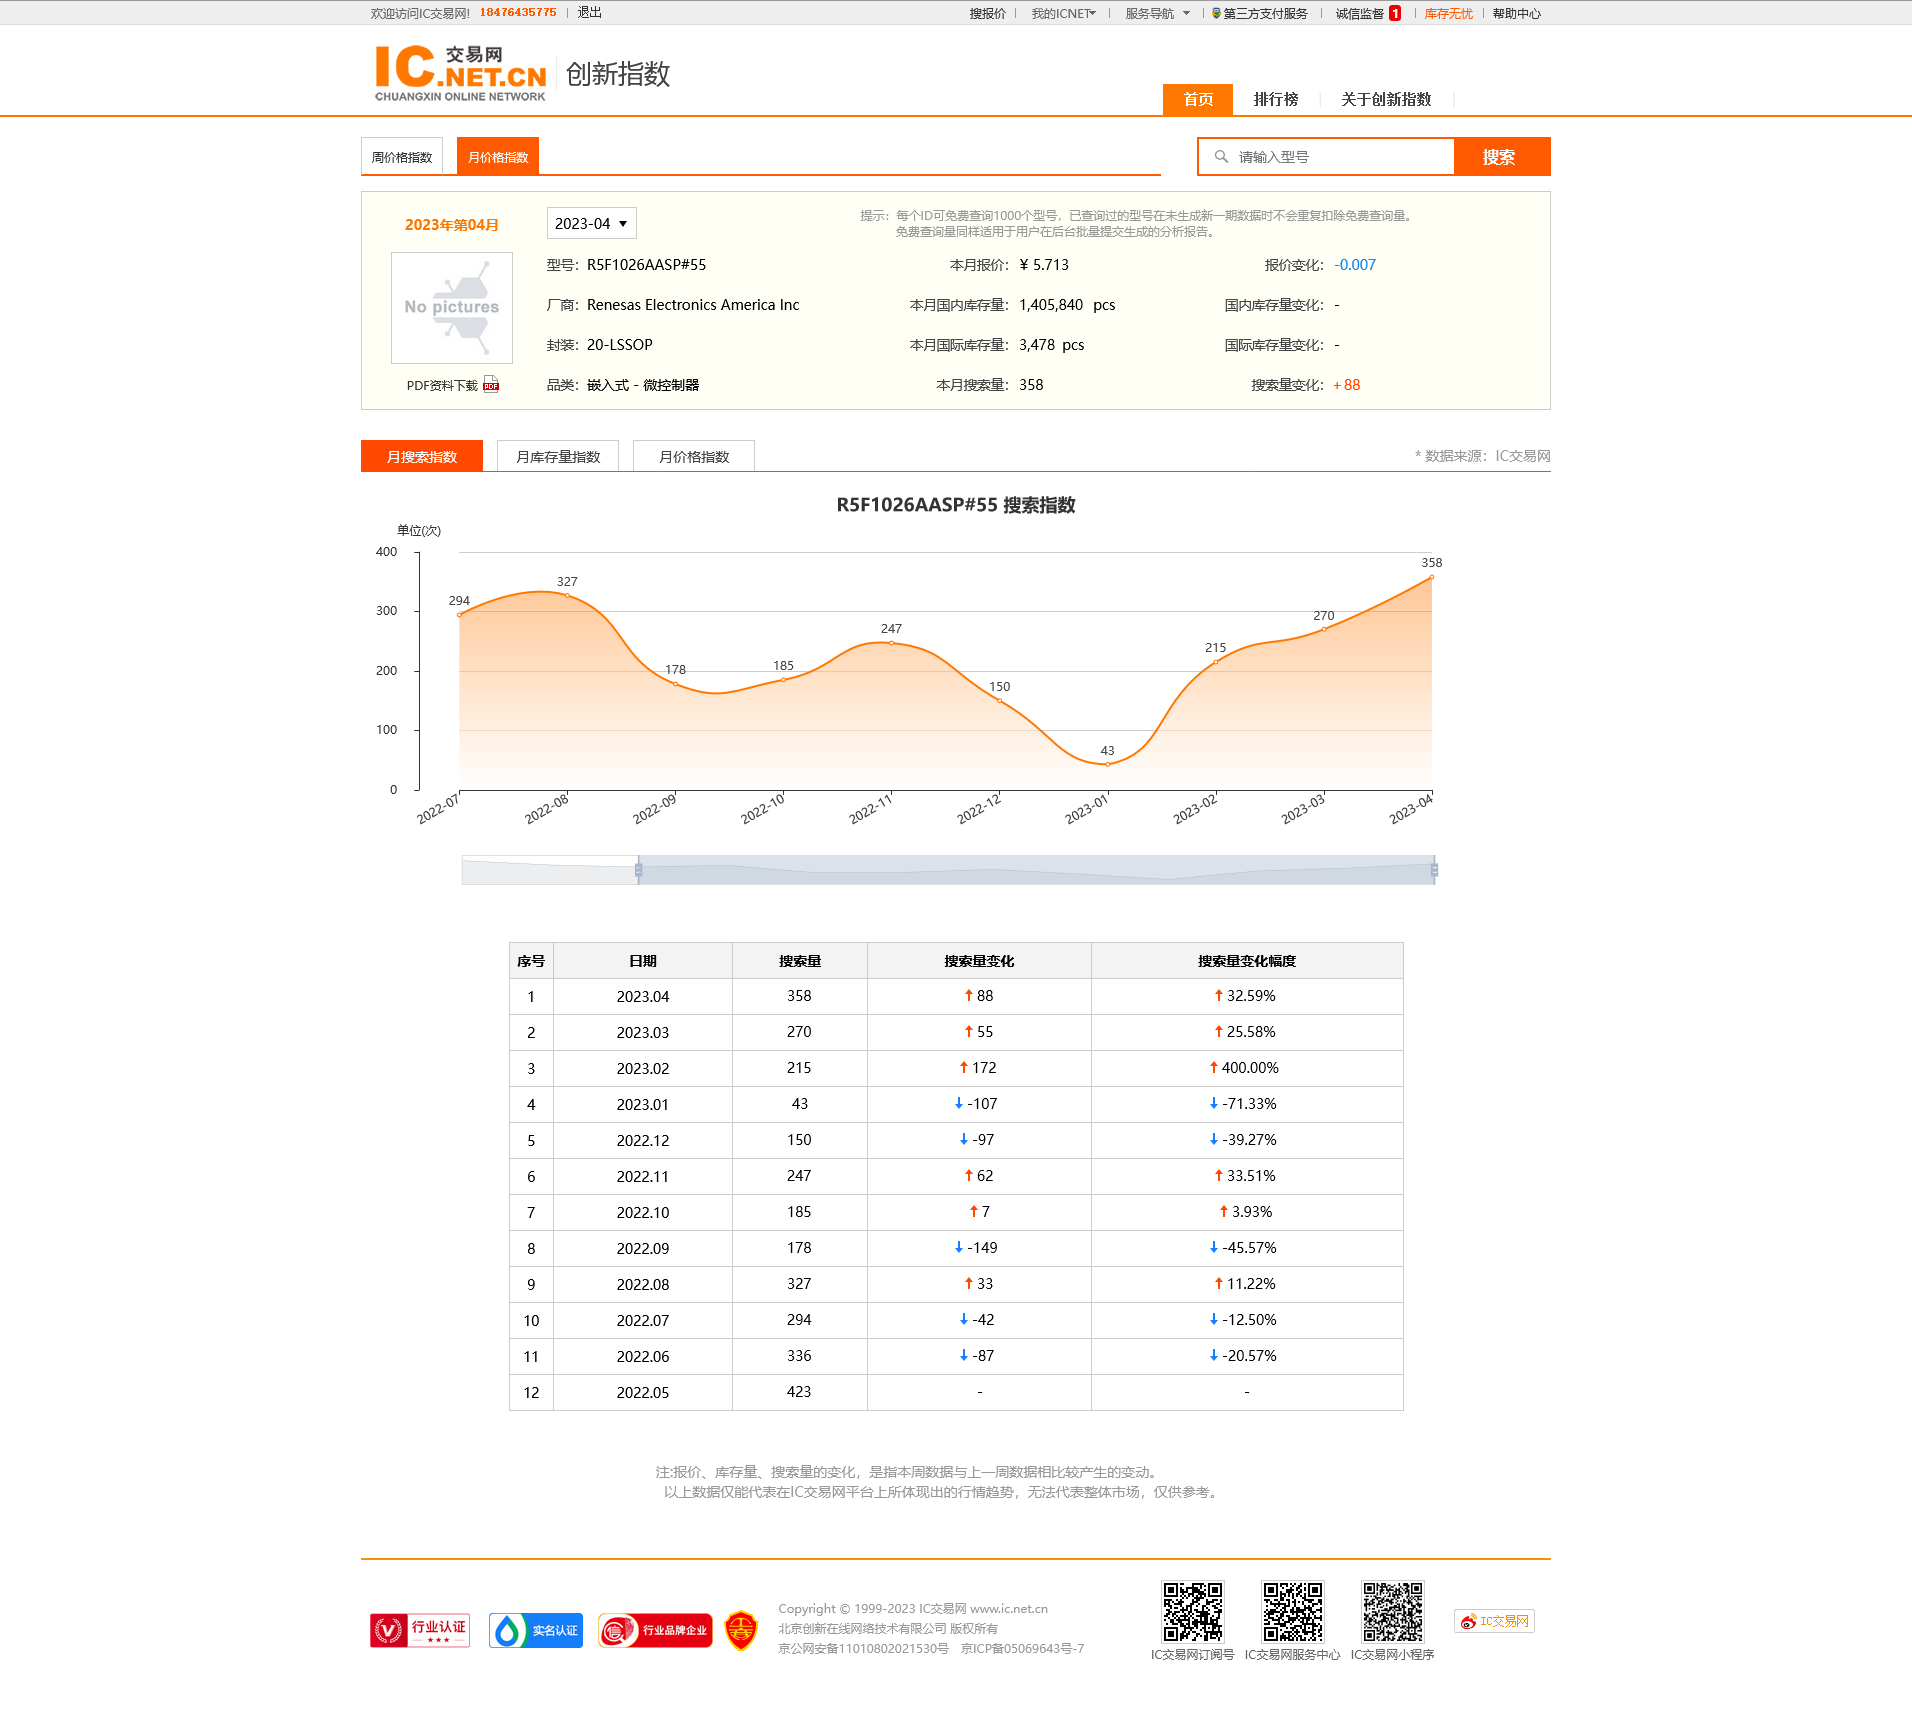 欢迎访问IC交易网! 18476435775 退出 搜报价 我的ICNET 服务导航 第三方支付服务 诚信监督 1 库存无忧 帮助中心
IC交易网.NET.CN
CHUANGXIN ONLINE NETWORK
创新指数
首页 排行榜 关于创新指数
周价格指数 月价格指数 请输入型号 搜索
2023年第04月 2023-04 提示：每个ID可免费查询1000个型号，已查询过的型号在未生成新一期数据时不会重复扣除免费查询量。
免费查询量同样适用于用户在后台批量提交生成的分析报告。
No pictures
型号：R5F1026AASP#55 本月报价：¥ 5.713 报价变化：-0.007
厂商：Renesas Electronics America Inc 本月国内库存量：1,405,840 pcs 国内库存量变化：-
封装：20-LSSOP 本月国际库存量：3,478 pcs 国际库存量变化：-
PDF资料下载 PDF 品类：嵌入式 - 微控制器 本月搜索量：358 搜索量变化：+ 88
月搜索指数 月库存量指数 月价格指数 * 数据来源：IC交易网
R5F1026AASP#55 搜索指数
单位(次)
400
300
200
100
0
294 327 178 185 247 150 43 215 270 358
2022-07 2022-08 2022-09 2022-10 2022-11 2022-12 2023-01 2023-02 2023-03 2023-04
序号 日期 搜索量 搜索量变化 搜索量变化幅度
1 2023.04 358 ↑ 88 ↑ 32.59%
2 2023.03 270 ↑ 55 ↑ 25.58%
3 2023.02 215 ↑ 172 ↑ 400.00%
4 2023.01 43 ↓ -107 ↓ -71.33%
5 2022.12 150 ↓ -97 ↓ -39.27%
6 2022.11 247 ↑ 62 ↑ 33.51%
7 2022.10 185 ↑ 7 ↑ 3.93%
8 2022.09 178 ↓ -149 ↓ -45.57%
9 2022.08 327 ↑ 33 ↑ 11.22%
10 2022.07 294 ↓ -42 ↓ -12.50%
11 2022.06 336 ↓ -87 ↓ -20.57%
12 2022.05 423 - -
注:报价、库存量、搜索量的变化，是指本周数据与上一周数据相比较产生的变动。
以上数据仅能代表在IC交易网平台上所体现出的行情趋势，无法代表整体市场，仅供参考。
行业认证
实名认证
信 行业品牌企业
Copyright © 1999-2023 IC交易网 www.ic.net.cn
北京创新在线网络技术有限公司 版权所有
京公网安备11010802021530号 京ICP备05069643号-7
IC交易网订阅号 IC交易网服务中心 IC交易网小程序
IC交易网